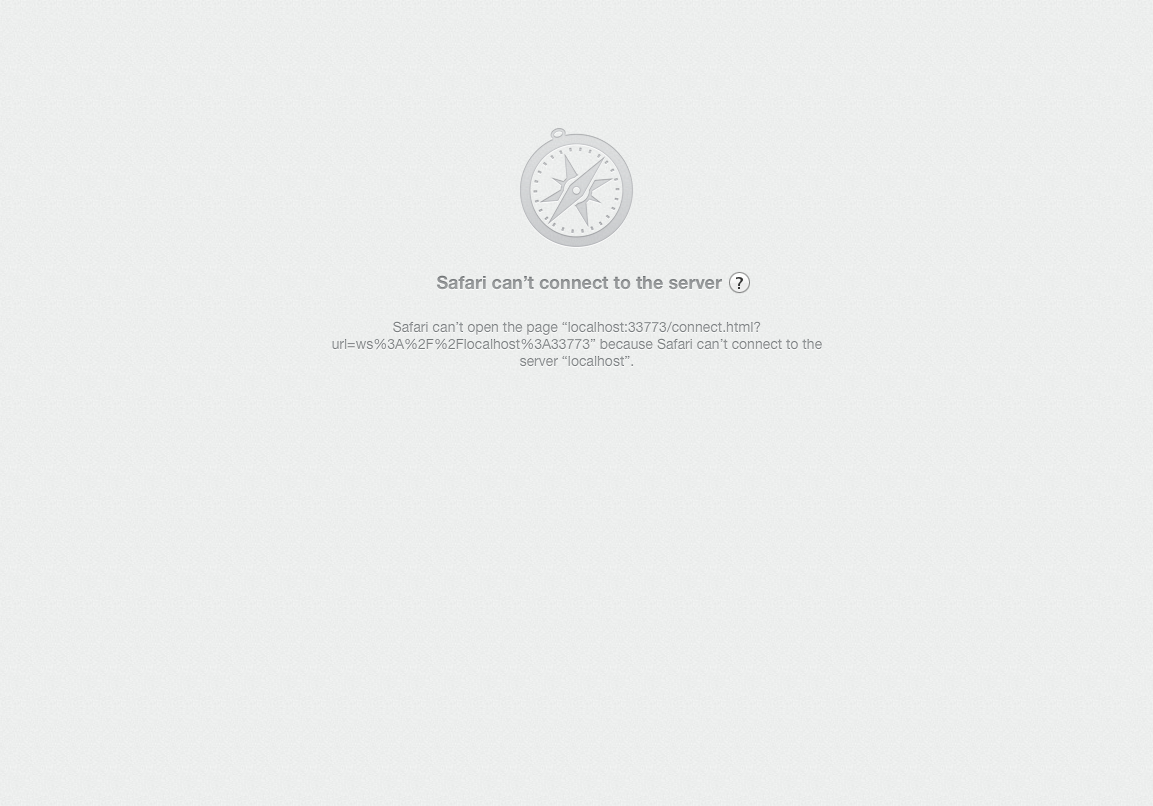 Safari can’t connect to the server ?
Safari can’t open the page “localhost:33773/connect.html?
url=ws%3A%2F%2Flocalhost%3A33773” because Safari can’t connect to the
server “localhost”.